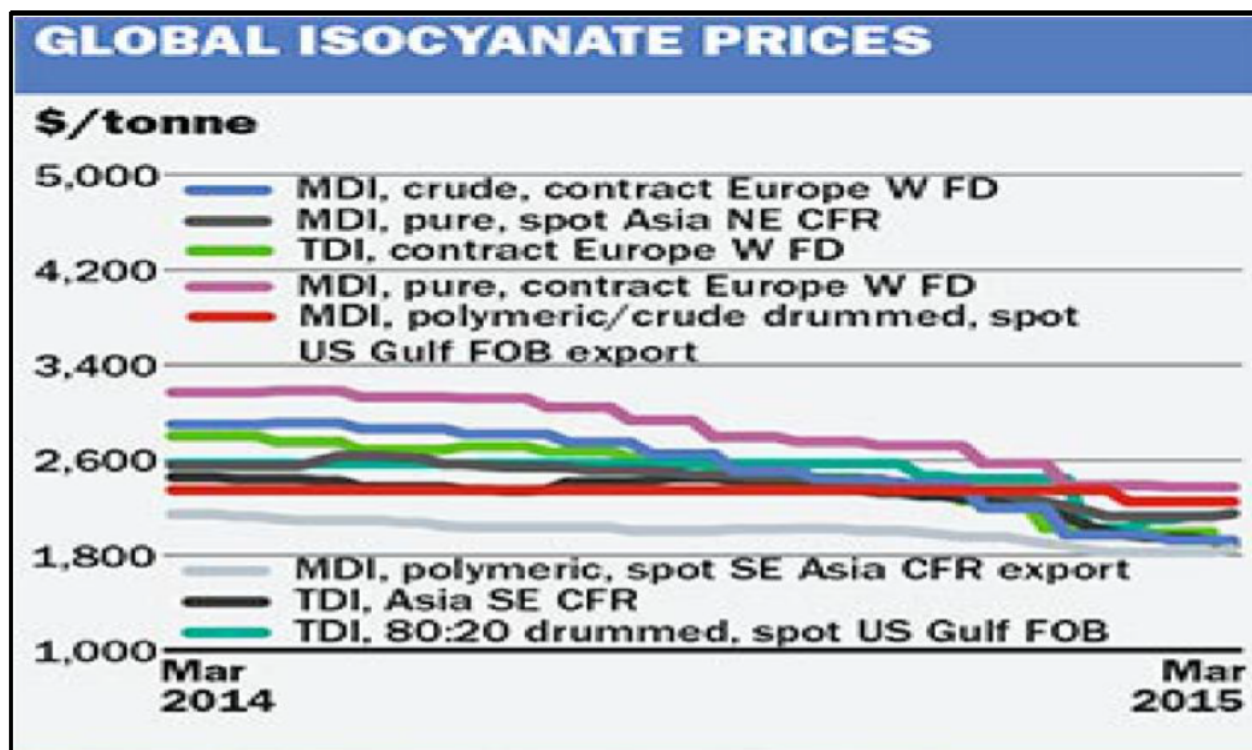 GLOBAL ISOCYANATE PRICES
$/tonne
5,000
MDI, crude, contract Europe W FD
MDI, pure, spot Asia NE CFR
TDI, contract Europe W FD
4,200
MDI, pure, contract Europe W FD
MDI, polymeric/crude drummed, spot
US Gulf FOB export
3,400
2,600
1,800
MDI, polymeric, spot SE Asia CFR export
TDI, Asia SE CFR
TDI, 80:20 drummed, spot US Gulf FOB
1,000
Mar
2014
Mar
2015